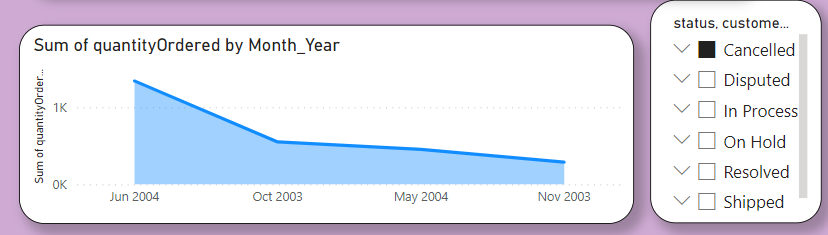 Sum of quantityOrdered by Month_Year
Sum of quantityOrder...
1K
0K
Jun 2004
Oct 2003
May 2004
Nov 2003
status, custome...
Cancelled
Disputed
In Process
On Hold
Resolved
Shipped